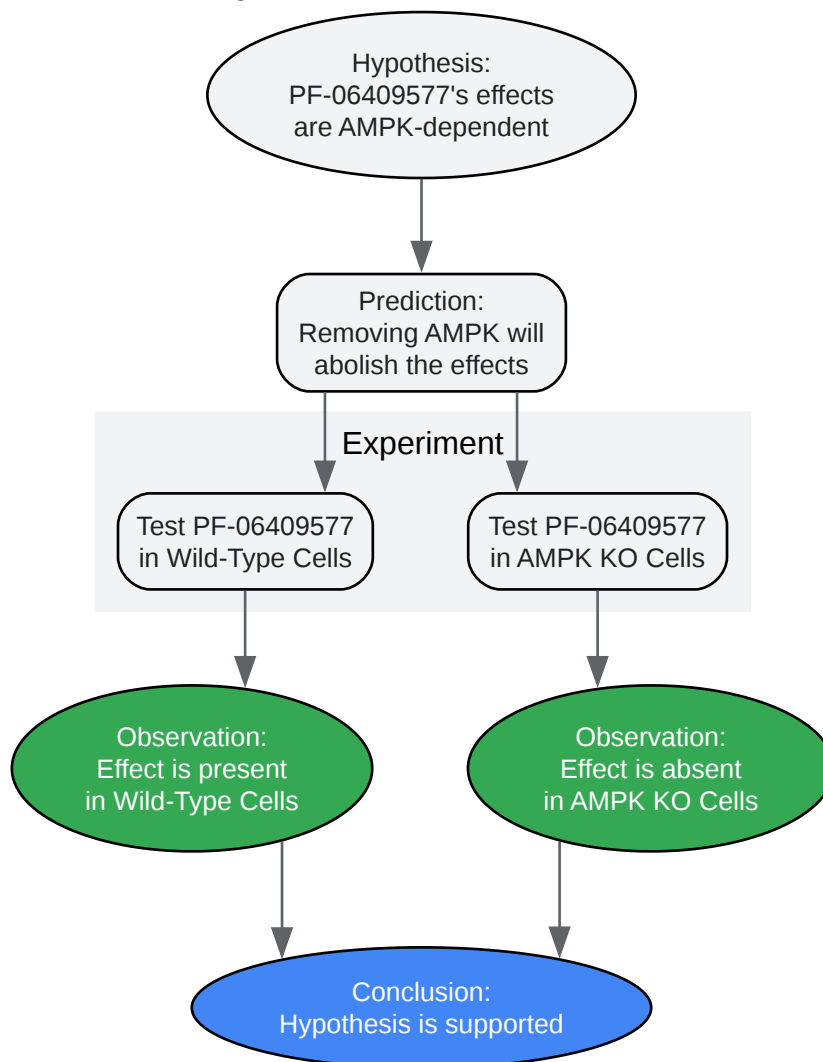 Hypothesis:
PF-06409577's effects
are AMPK-dependent
Prediction:
Removing AMPK will
abolish the effects
Experiment
Test PF-06409577
in Wild-Type Cells
Test PF-06409577
in AMPK KO Cells
Observation:
Effect is present
in Wild-Type Cells
Observation:
Effect is absent
in AMPK KO Cells
Conclusion:
Hypothesis is supported